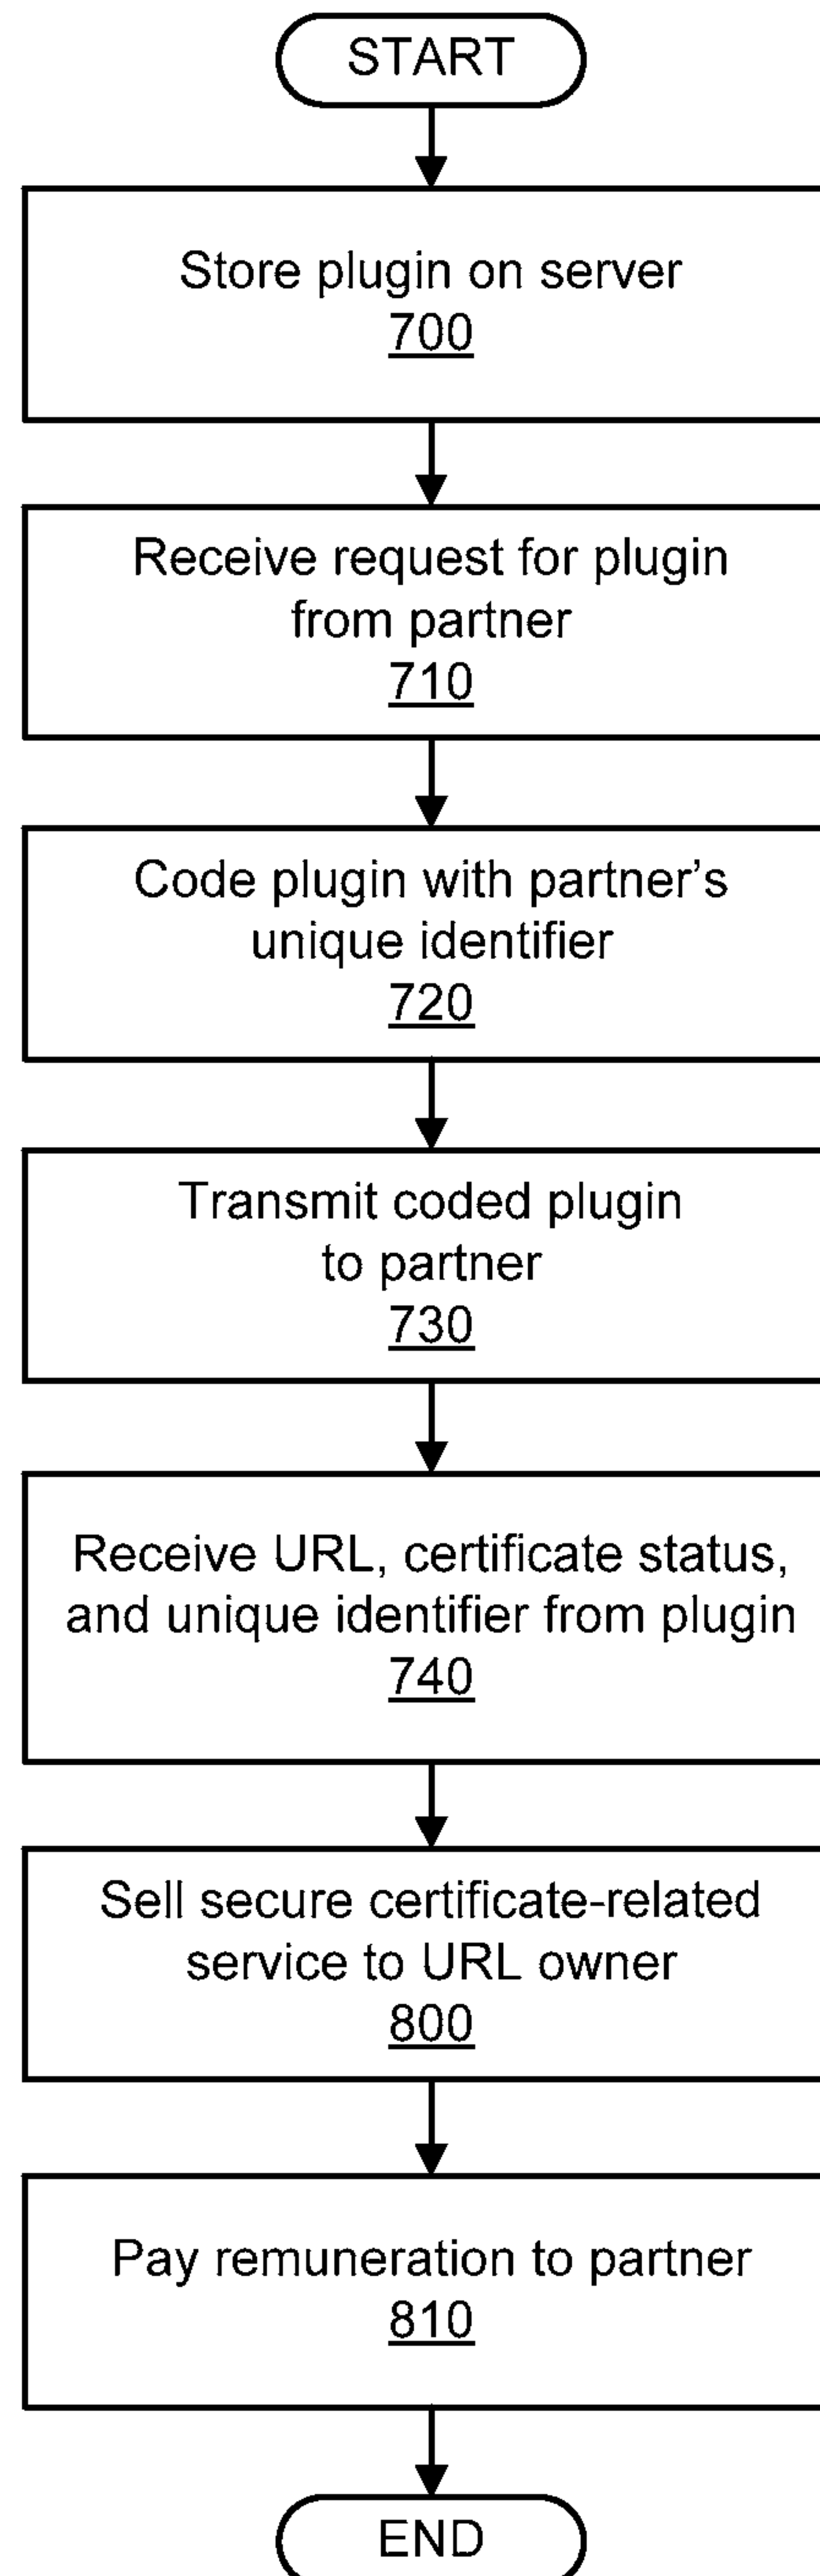 START
Store plugin on server
700
Receive request for plugin
from partner
710
Code plugin with partner's
unique identifier
720
Transmit coded plugin
to partner
730
Receive URL, certificate status,
and unique identifier from plugin
740
Sell secure certificate-related
service to URL owner
800
Pay remuneration to partner
810
END